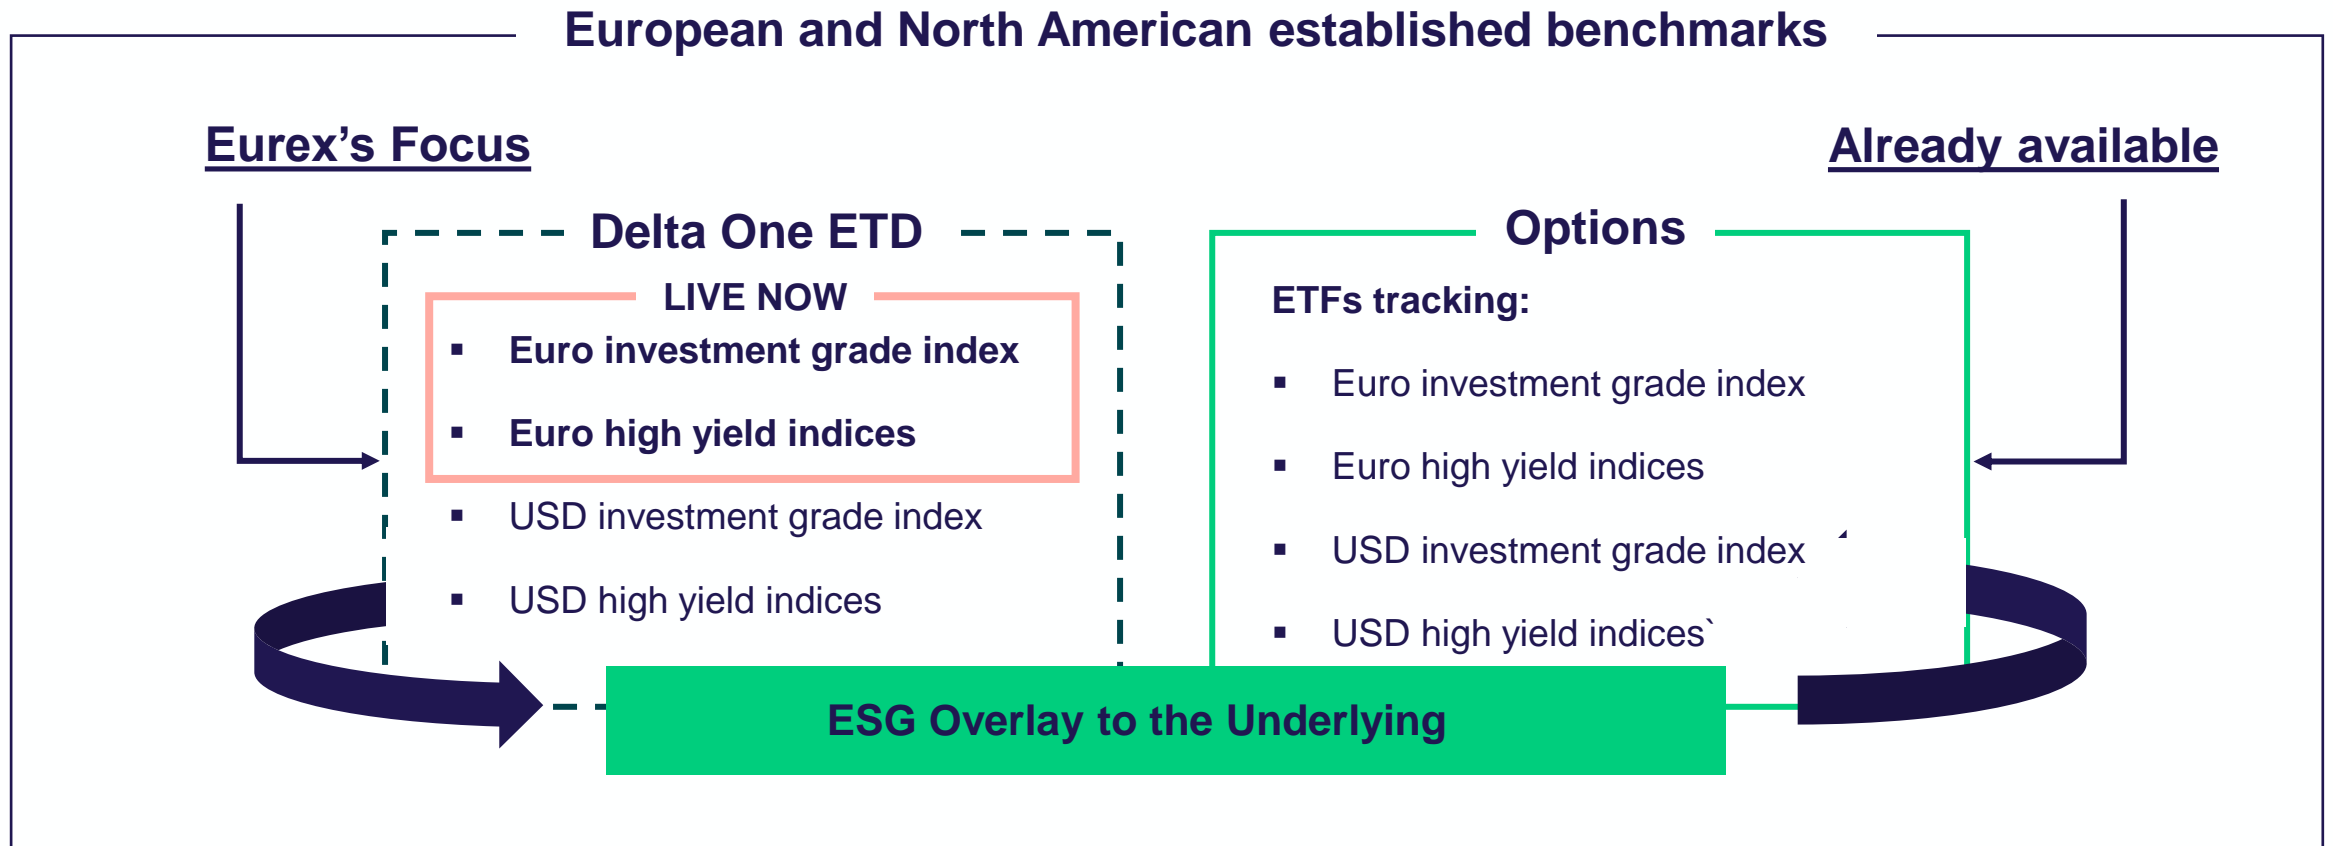 European and North American established benchmarks
Eurex’s Focus
Already available
Delta One ETD
LIVE NOW
▪ Euro investment grade index
▪ Euro high yield indices
▪ USD investment grade index
▪ USD high yield indices
Options
ETFs tracking:
▪ Euro investment grade index
▪ Euro high yield indices
▪ USD investment grade index
▪ USD high yield indices`
ESG Overlay to the Underlying